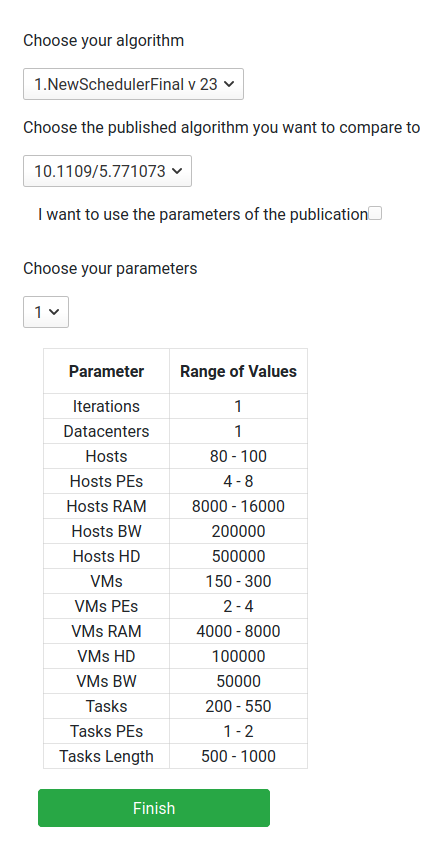 Choose your algorithm
1.NewSchedulerFinal v 23
Choose the published algorithm you want to compare to
10.1109/5.771073
I want to use the parameters of the publication
Choose your parameters
1
Parameter Range of Values
Iterations 1
Datacenters 1
Hosts 80 - 100
Hosts PEs 4 - 8
Hosts RAM 8000 - 16000
Hosts BW 200000
Hosts HD 500000
VMs 150 - 300
VMs PEs 2 - 4
VMs RAM 4000 - 8000
VMs HD 100000
VMs BW 50000
Tasks 200 - 550
Tasks PEs 1 - 2
Tasks Length 500 - 1000
Finish